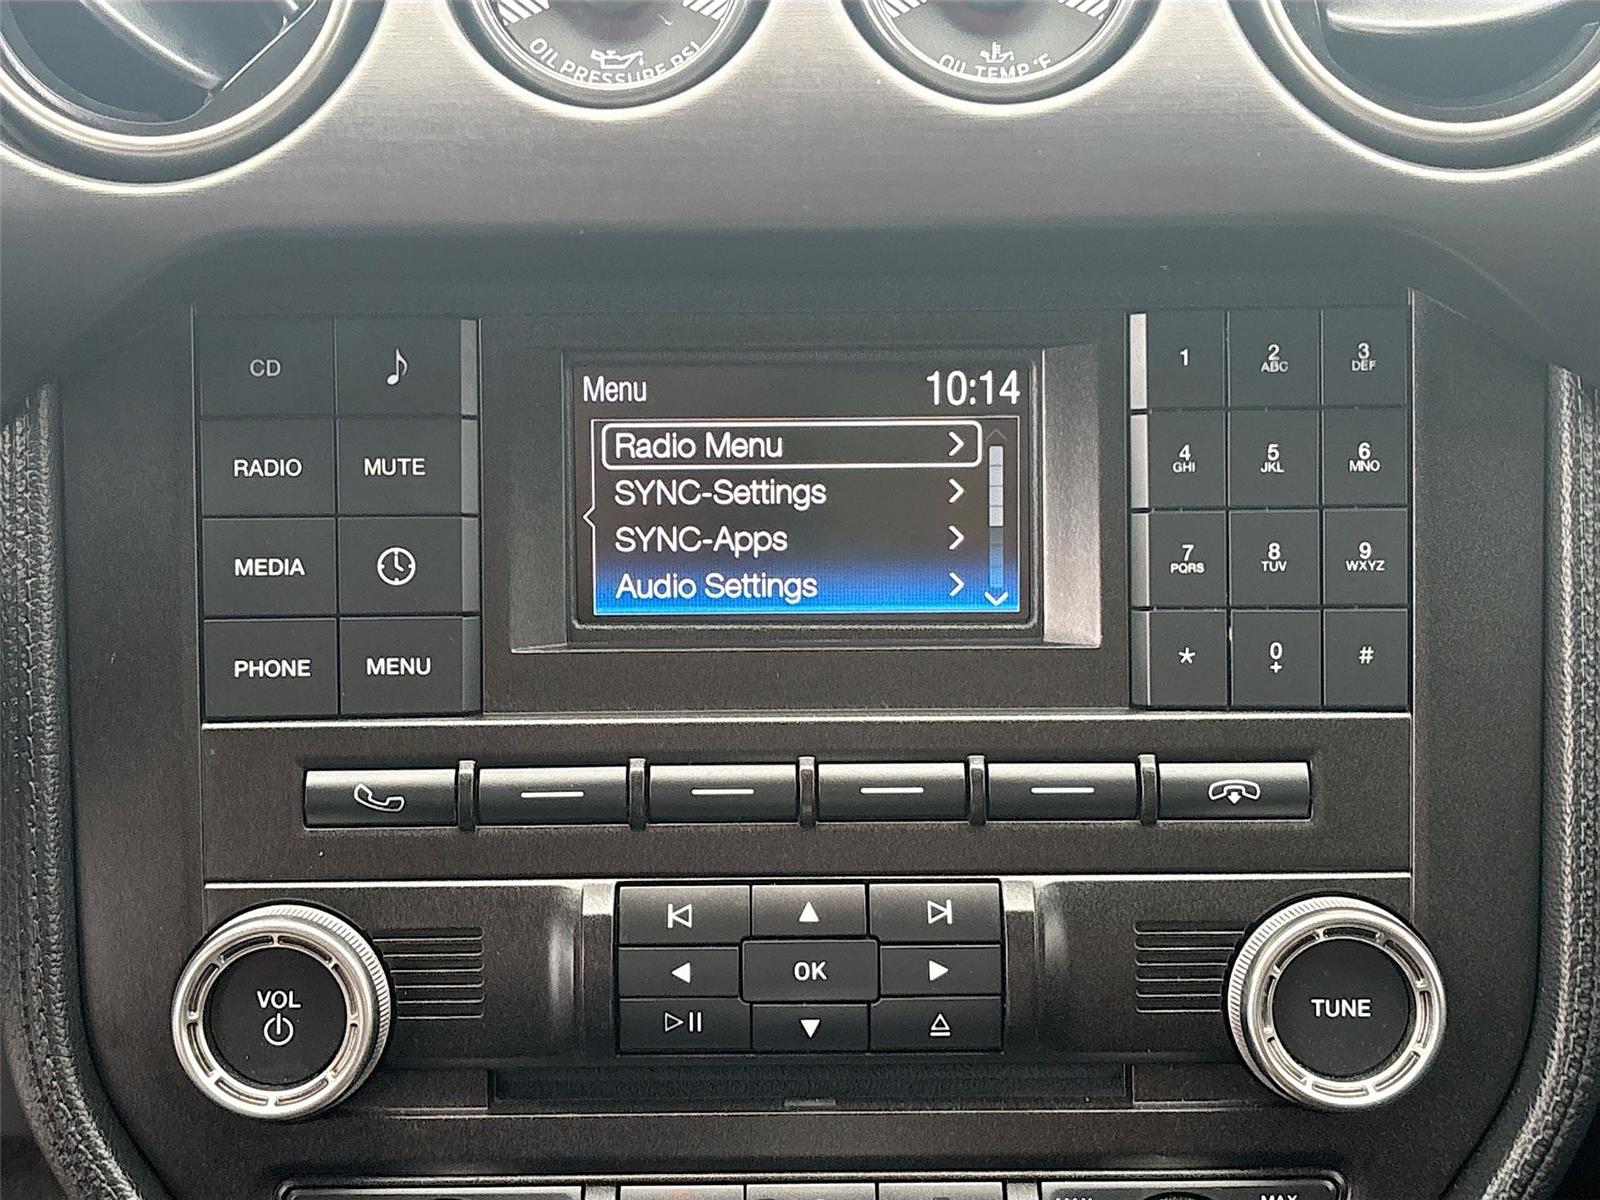 OIL PRESSURE PSI
OIL TEMP °F
CD
RADIO MUTE
MEDIA
PHONE MENU
Menu 10:14
Radio Menu
SYNC-Settings
SYNC-Apps
Audio Settings
1 2 ABC 3 DEF
4 GHI 5 JKL 6 MNO
7 PQRS 8 TUV 9 WXYZ
* 0 + #
VOL
OK
TUNE
MAX MAX